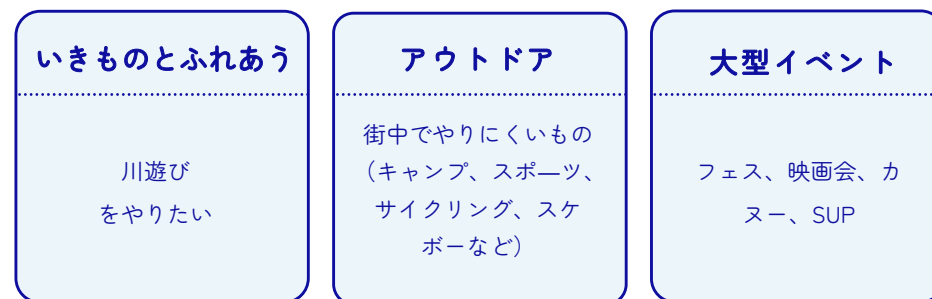 いきものとふれあう
川遊び
をやりたい
アウトドア
街中でやりにくいもの
（キャンプ、スポーツ、
サイクリング、スケ
ボーなど）
大型イベント
フェス、映画会、カ
ヌー、SUP